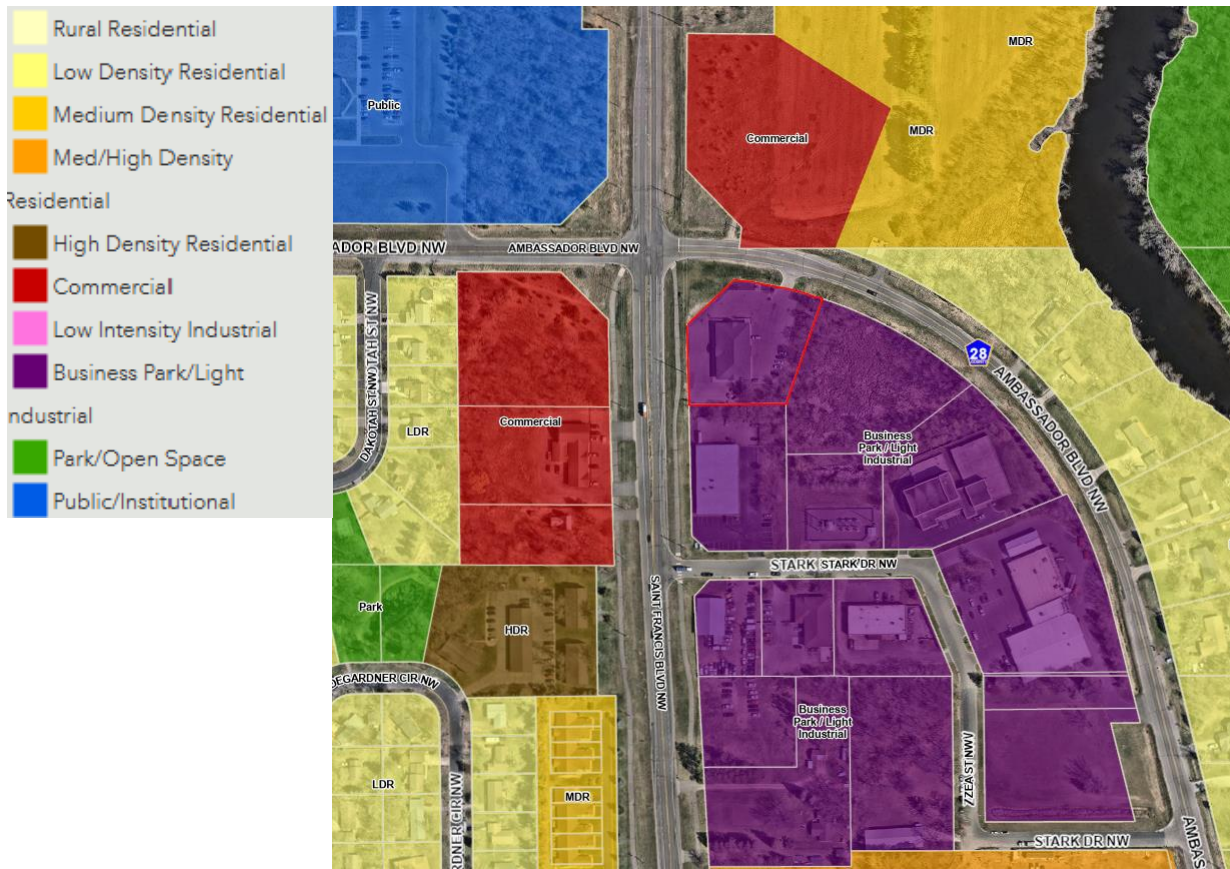 Rural Residential
Low Density Residential
Medium Density Residential
Med/High Density
Residential
High Density Residential
Commercial
Low Intensity Industrial
Business Park/Light
Industrial
Park/Open Space
Public/Institutional
MDR
Public
Commercial
MDR
ADOR BLVD NW
AMBASSADOR BLVD NW
DAKOTAH ST NW
TAH ST NW
28
AMBASSADOR BLVD NW
LDR
Commercial
Business
Park / Light
Industrial
STARK
STARK DR NW
SAINT FRANCIS BLVD NW
Park
HDR
DEGARDNER CIR NW
Business
Park / Light
Industrial
ZEA ST NW
LDR
MDR
RDNER CIR NW
STARK DR NW
AMBAS